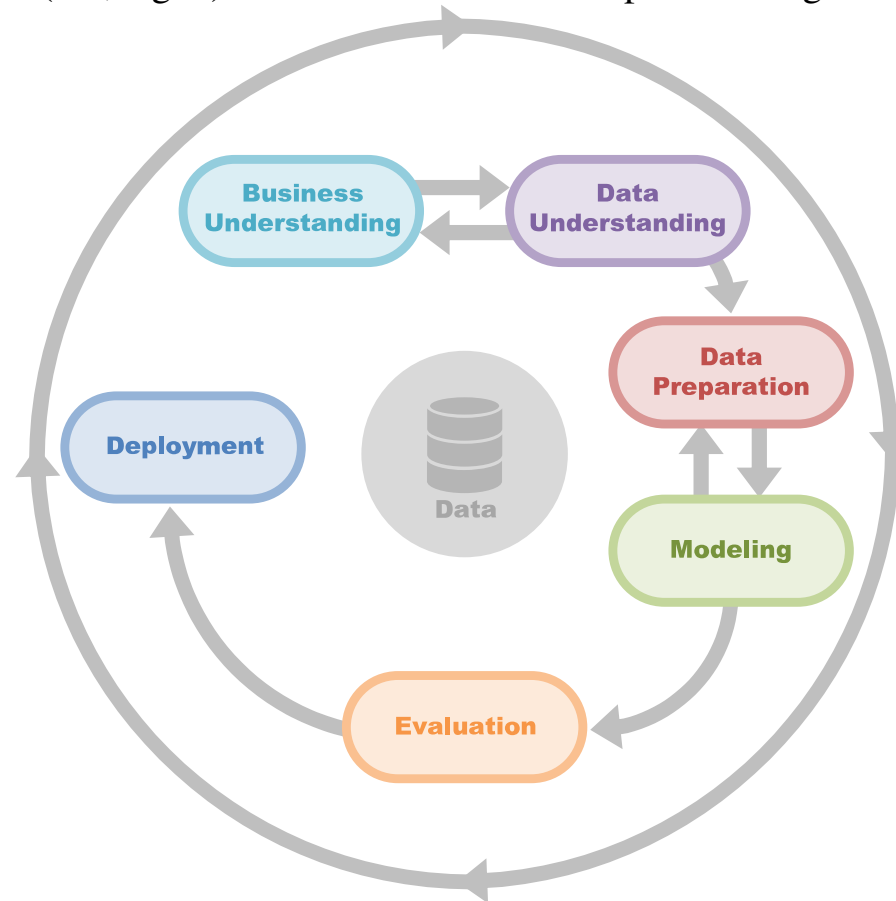 Business
Understanding
Data
Understanding
Data
Preparation
Deployment
Data
Modeling
Evaluation